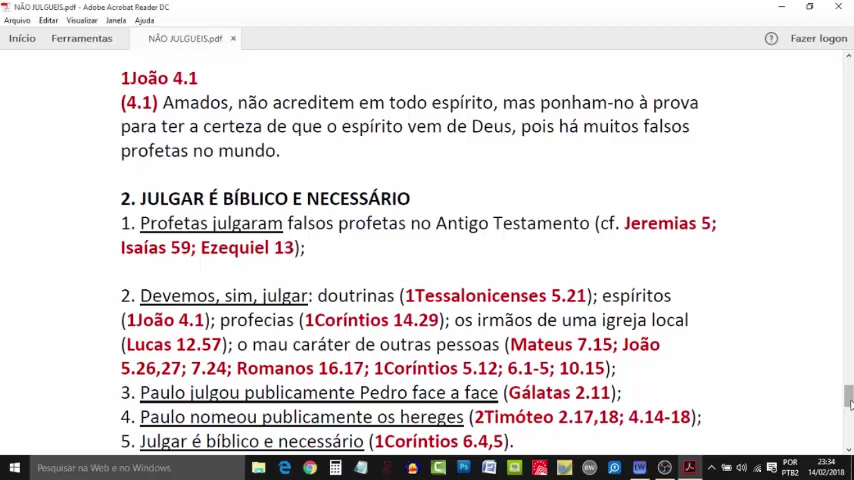 NÃO JULGUEIS.pdf - Adobe Acrobat Reader DC
Arquivo Editar Visualizar Janela Ajuda
Início Ferramentas NÃO JULGUEIS.pdf × ? Fazer logon
1João 4.1
(4.1) Amados, não acreditem em todo espírito, mas ponham-no à prova
para ter a certeza de que o espírito vem de Deus, pois há muitos falsos
profetas no mundo.
2. JULGAR É BÍBLICO E NECESSÁRIO
1. Profetas julgaram falsos profetas no Antigo Testamento (cf. Jeremias 5;
Isaías 59; Ezequiel 13);
2. Devemos, sim, julgar: doutrinas (1Tessalonicenses 5.21); espíritos
(1João 4.1); profecias (1Coríntios 14.29); os irmãos de uma igreja local
(Lucas 12.57); o mau caráter de outras pessoas (Mateus 7.15; João
5.26,27; 7.24; Romanos 16.17; 1Coríntios 5.12; 6.1-5; 10.15);
3. Paulo julgou publicamente Pedro face a face (Gálatas 2.11);
4. Paulo nomeou publicamente os hereges (2Timóteo 2.17,18; 4.14-18);
5. Julgar é bíblico e necessário (1Coríntios 6.4,5).
Pesquisar na Web e no Windows
POR 23:34
PTB2 14/02/2018